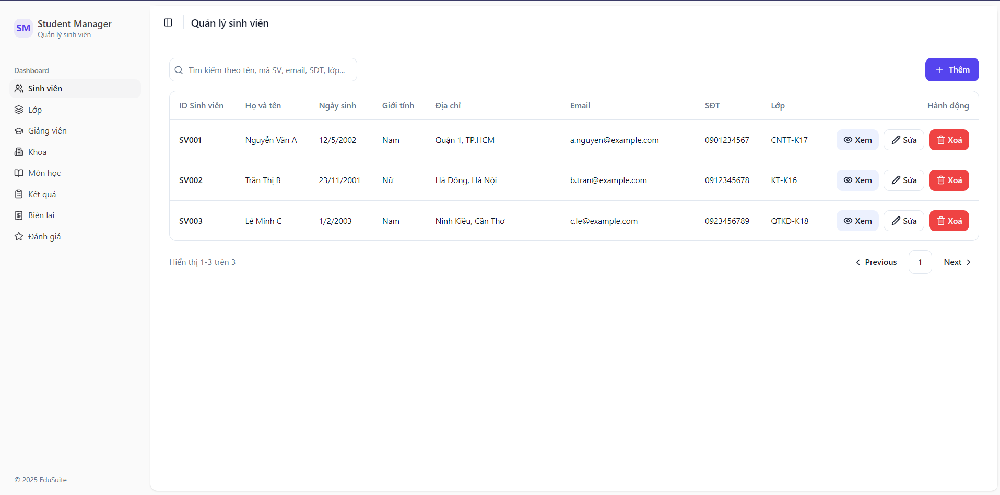 SM
Student Manager
Quản lý sinh viên
Dashboard
Sinh viên
Lớp
Giảng viên
Khoa
Môn học
Kết quả
Biên lai
Đánh giá
© 2025 EduSuite
Quản lý sinh viên
Tìm kiếm theo tên, mã SV, email, SĐT, lớp...
Thêm
ID Sinh viên Họ và tên Ngày sinh Giới tính Địa chỉ Email SĐT Lớp Hành động
SV001 Nguyễn Văn A 12/5/2002 Nam Quận 1, TP.HCM a.nguyen@example.com 0901234567 CNTT-K17 Xem Sửa Xoá
SV002 Trần Thị B 23/11/2001 Nữ Hà Đông, Hà Nội b.tran@example.com 0912345678 KT-K16 Xem Sửa Xoá
SV003 Lê Minh C 1/2/2003 Nam Ninh Kiều, Cần Thơ c.le@example.com 0923456789 QTKD-K18 Xem Sửa Xoá
Hiển thị 1-3 trên 3
Previous 1 Next